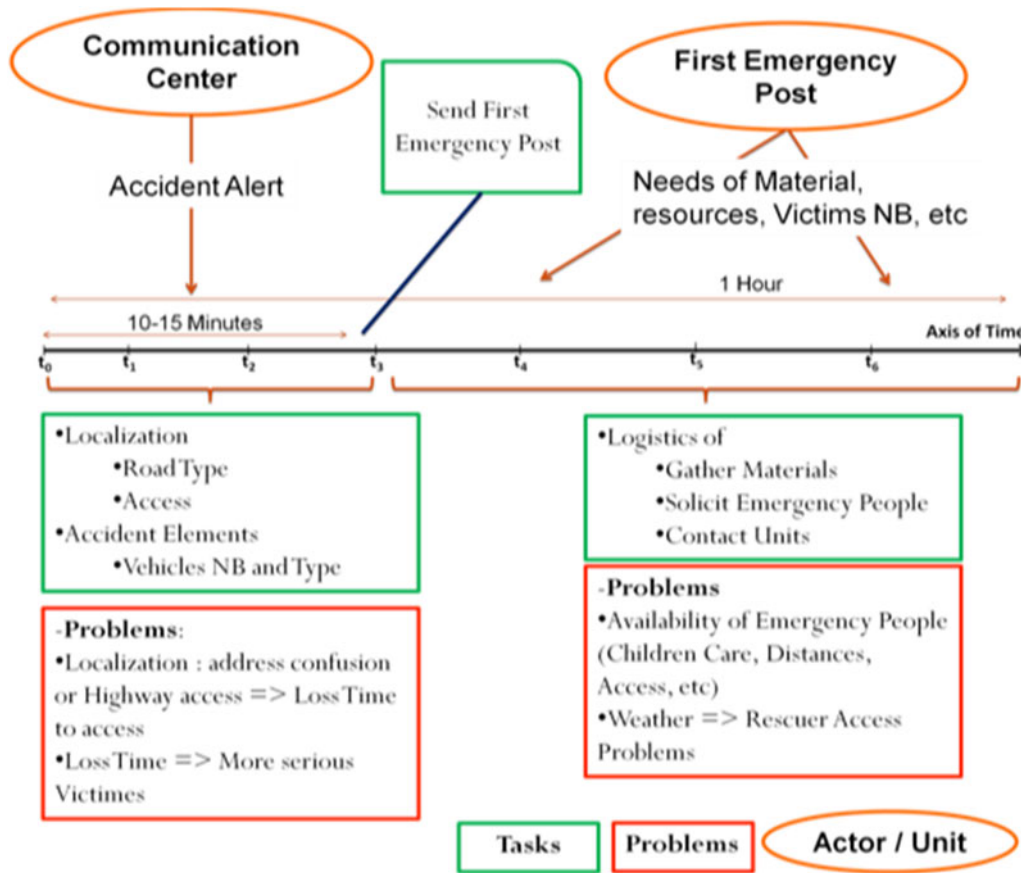 Communication
Center
First Emergency
Post
Send First
Emergency Post
Accident Alert
Needs of Material,
resources, Victims NB, etc
1 Hour
10-15 Minutes
Axis of Time
t₀ t₁ t₂ t₃ t₄ t₅ t₆
•Localization
•Road Type
•Access
•Accident Elements
•Vehicles NB and Type
-Problems:
•Localization : address confusion
or Highway access => Loss Time
to access
•Loss Time => More serious
Victimes
•Logistics of
•Gather Materials
•Solicit Emergency People
•Contact Units
-Problems
•Availability of Emergency People
(Children Care, Distances,
Access, etc)
•Weather => Rescuer Access
Problems
Tasks
Problems
Actor / Unit